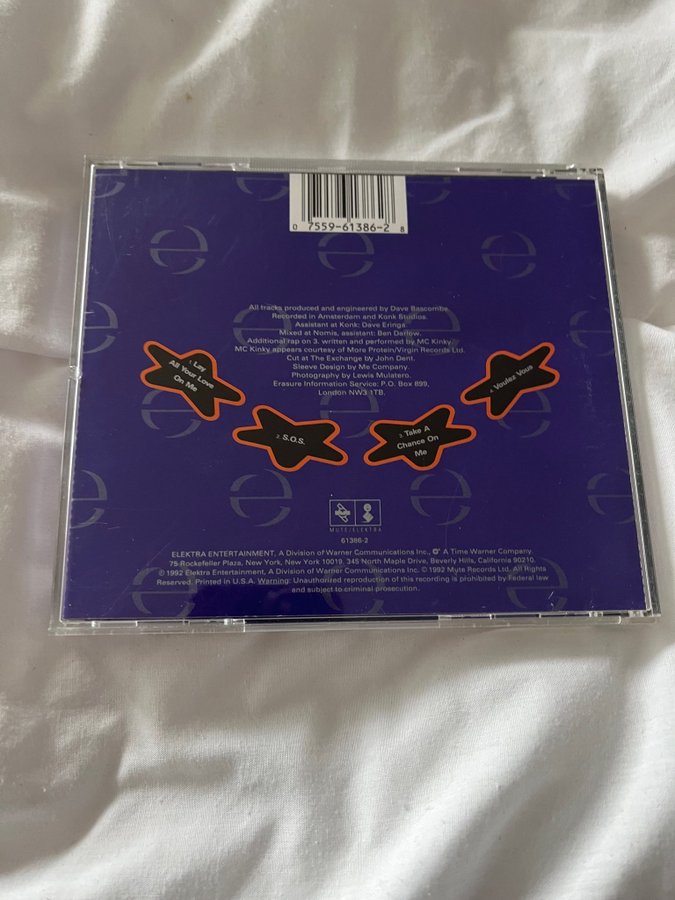 0 7559-61386-2 8
All tracks produced and engineered by Dave Bascombe.
Recorded in Amsterdam and Konk Studios.
Assistant at Konk: Dave Eringa.
Mixed at Nomis, assistant: Ben Darlow.
Additional rap on 3. written and performed by MC Kinky.
MC Kinky appears courtesy of More Protein/Virgin Records Ltd.
Cut at The Exchange by John Dent.
Sleeve Design by Me Company.
Photography by Lewis Mulatero.
Erasure Information Service: P.O. Box 899,
London NW3 1TB.
1. Lay
All Your Love
On Me
2. S.O.S.
3. Take A
Chance On
Me
4. Voulez Vous
MUTE/ELEKTRA
61386-2
ELEKTRA ENTERTAINMENT, A Division of Warner Communications Inc., A Time Warner Company
75 Rockefeller Plaza, New York, New York 10019. 345 North Maple Drive, Beverly Hills, California 90210.
℗ 1992 Elektra Entertainment, A Division of Warner Communications Inc. © 1992 Mute Records Ltd. All Rights
Reserved. Printed in U.S.A. Warning: Unauthorized reproduction of this recording is prohibited by Federal law
and subject to criminal prosecution.